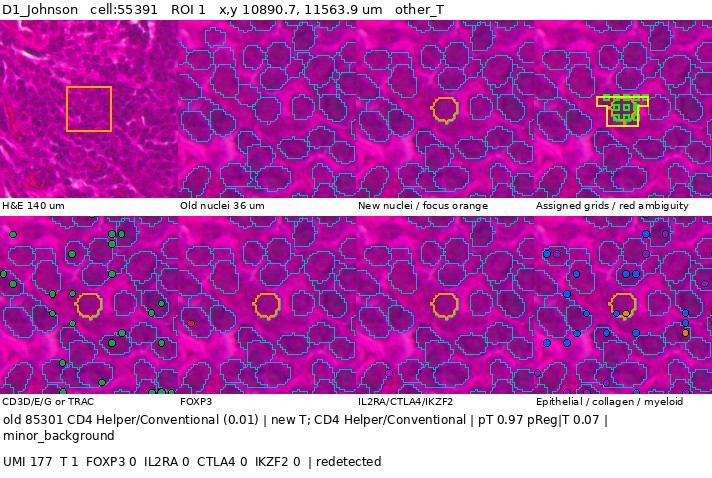 D1_Johnson cell:55391 ROI 1 x,y 10890.7, 11563.9 um other_T
H&E 140 um
Old nuclei 36 um
New nuclei / focus orange
Assigned grids / red ambiguity
CD3D/E/G or TRAC
FOXP3
IL2RA/CTLA4/IKZF2
Epithelial / collagen / myeloid
old 85301 CD4 Helper/Conventional (0.01) | new T; CD4 Helper/Conventional | pT 0.97 pReg|T 0.07 |
minor_background
UMI 177 T 1 FOXP3 0 IL2RA 0 CTLA4 0 IKZF2 0 | redetected